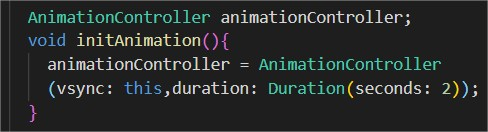 AnimationController animationController;
void initAnimation(){
animationController = AnimationController
(vsync: this,duration: Duration(seconds: 2));
}